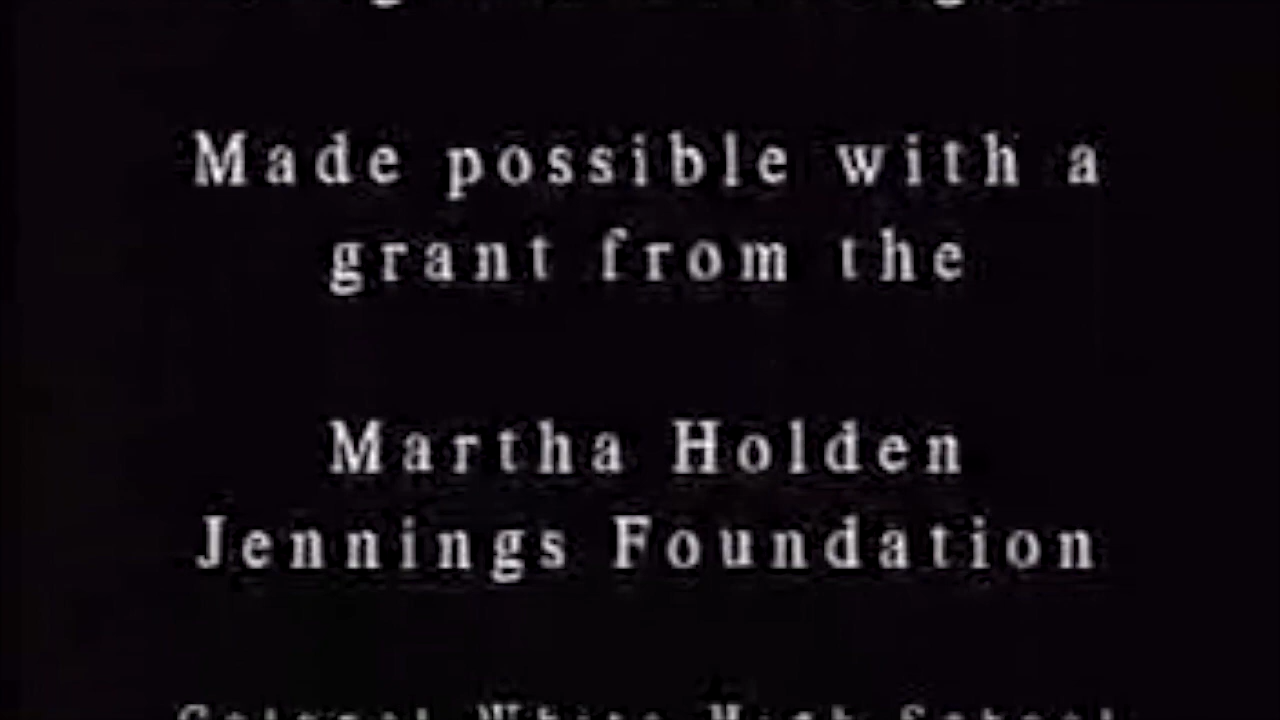 Made possible with a
grant from the
Martha Holden
Jennings Foundation